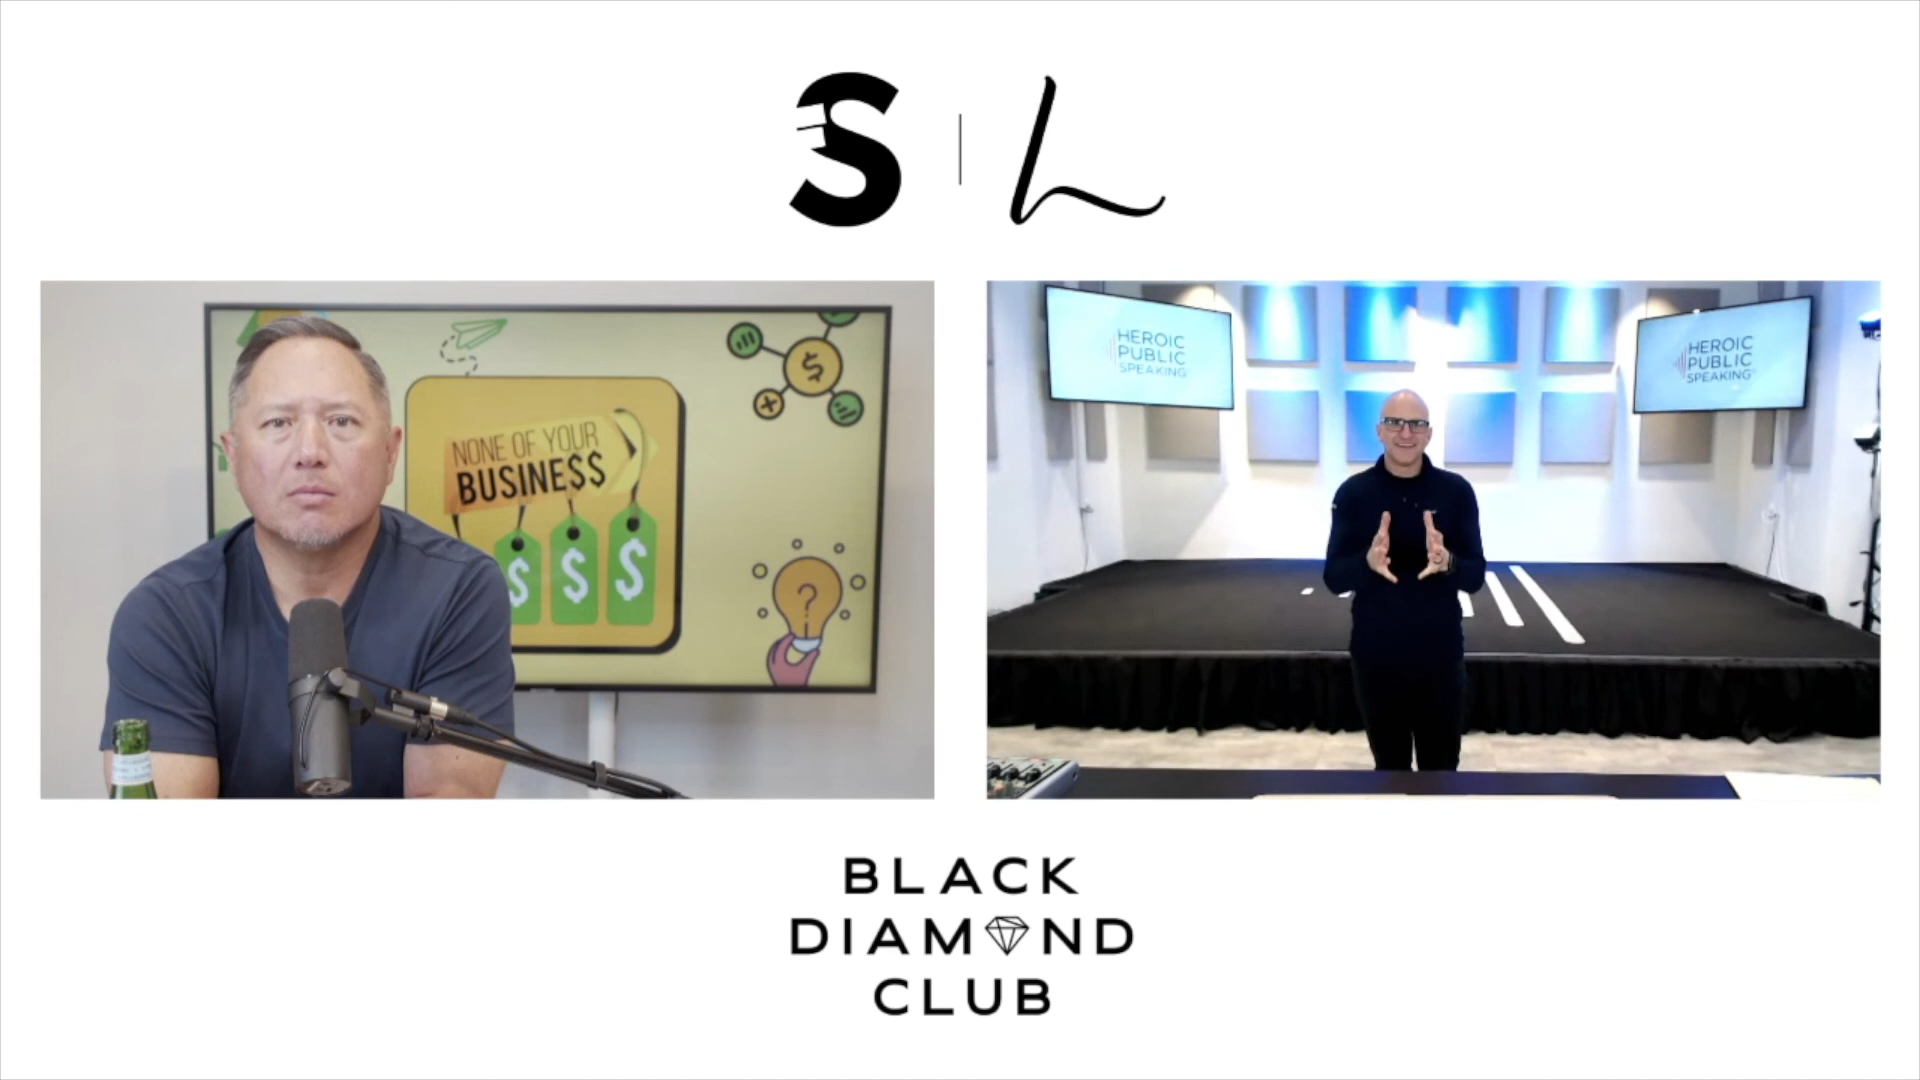 S | L
NONE OF YOUR
BUSINE$$
$ $ $
$
?
HEROIC
PUBLIC
SPEAKING
HEROIC
PUBLIC
SPEAKING
BLACK
DIAMOND
CLUB